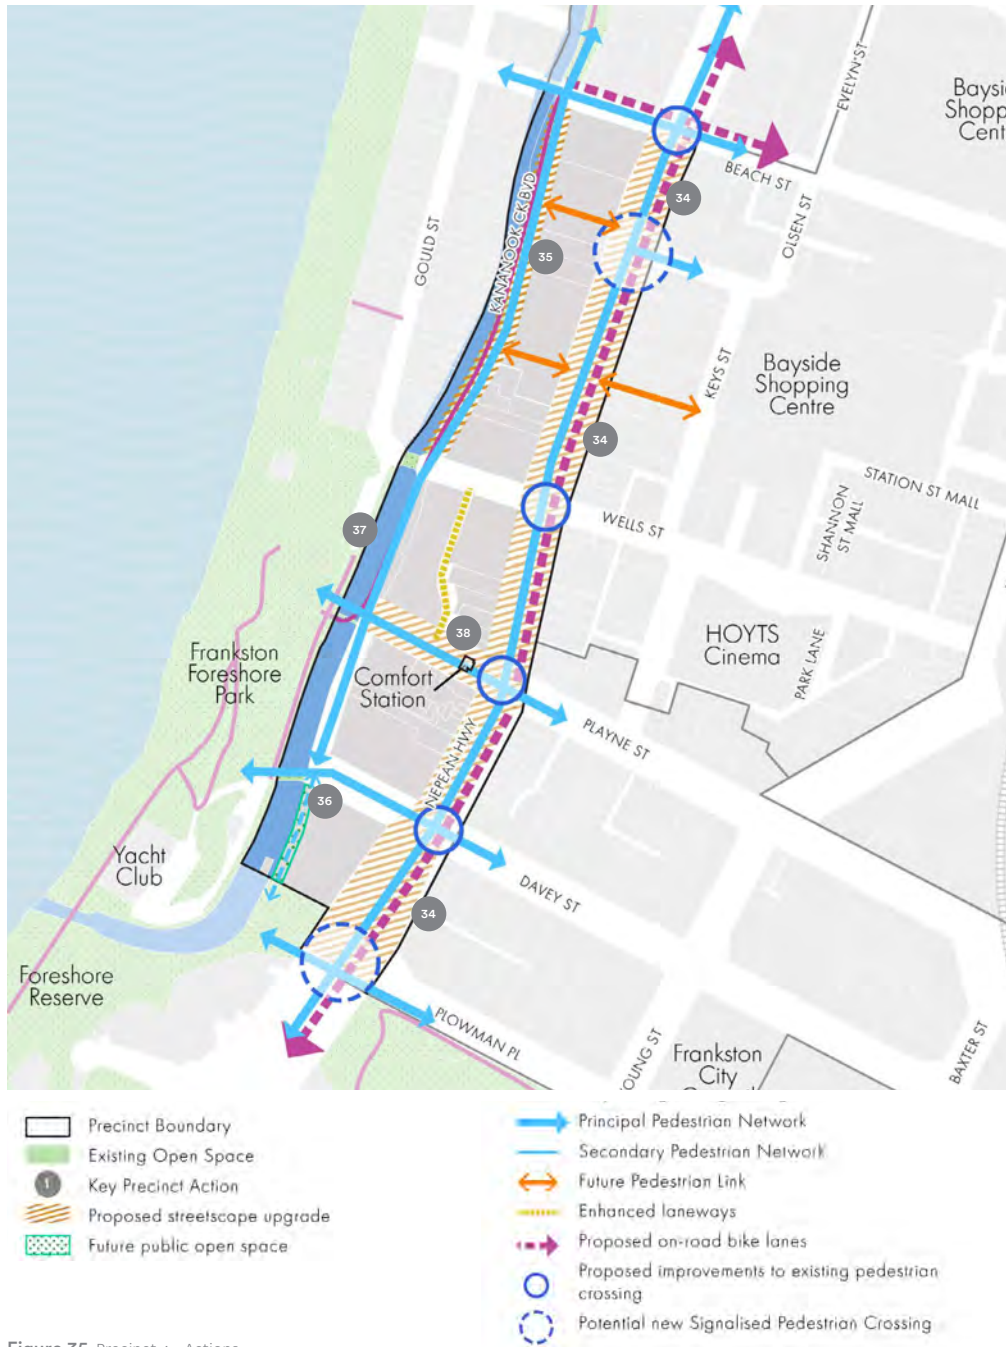 EVELYN ST
Baysi
Shopp
Cent
BEACH ST
34
KANANOOK CK BVD
OLSEN ST
GOULD ST
35
KEYS ST
Bayside
Shopping
Centre
34
STATION ST MALL
SHANNON
ST MALL
WELLS ST
37
38
HOYTS
Cinema
PARK LANE
Frankston
Foreshore
Park
Comfort
Station
PLAYNE ST
NEPEAN HWY
36
Yacht
Club
DAVEY ST
34
Foreshore
Reserve
PLOWMAN PL
OUNG ST
Frankston
City
BAXTER ST
Precinct Boundary
Existing Open Space
1
Key Precinct Action
Proposed streetscape upgrade
Future public open space
Principal Pedestrian Network
Secondary Pedestrian Network
Future Pedestrian Link
Enhanced laneways
Proposed on-road bike lanes
Proposed improvements to existing pedestrian
crossing
Potential new Signalised Pedestrian Crossing
Figure 35 Precinct Actions